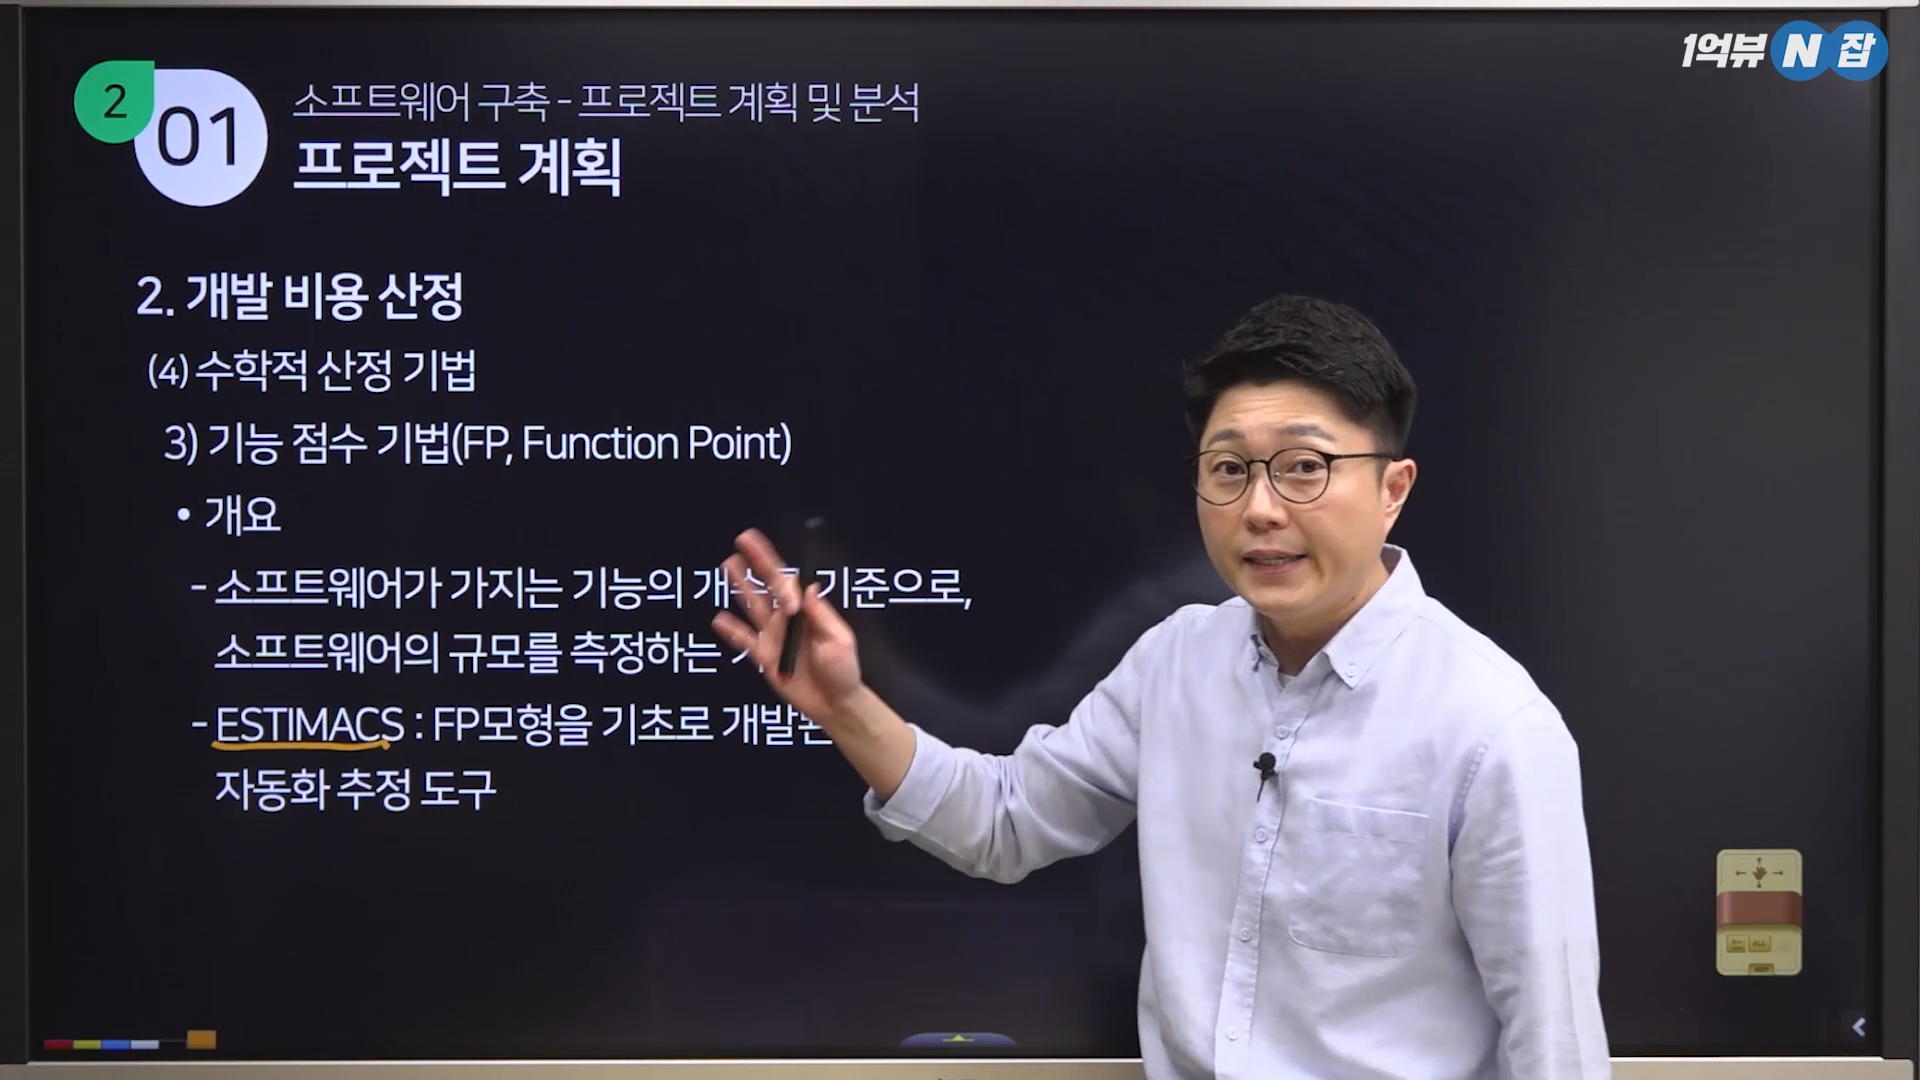 1억뷰 N 잡
2
01
소프트웨어 구축 - 프로젝트 계획 및 분석
프로젝트 계획
2. 개발 비용 산정
(4) 수학적 산정 기법
3) 기능 점수 기법(FP, Function Point)
• 개요
- 소프트웨어가 가지는 기능의 개수를 기준으로,
소프트웨어의 규모를 측정하는
- ESTIMACS : FP모형을 기초로 개발된
자동화 추정 도구
ALL